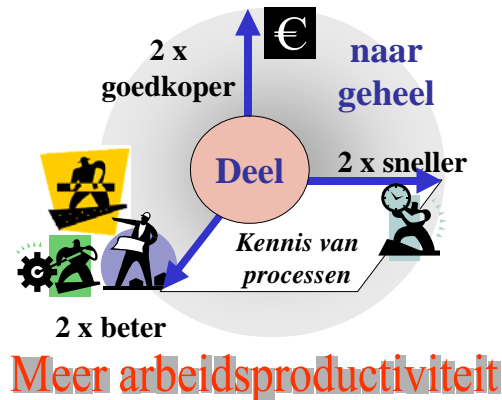 2 x
goedkoper
€
naar
geheel
Deel
2 x sneller
Kennis van
processen
2 x beter
Meer arbeidsproductiviteit